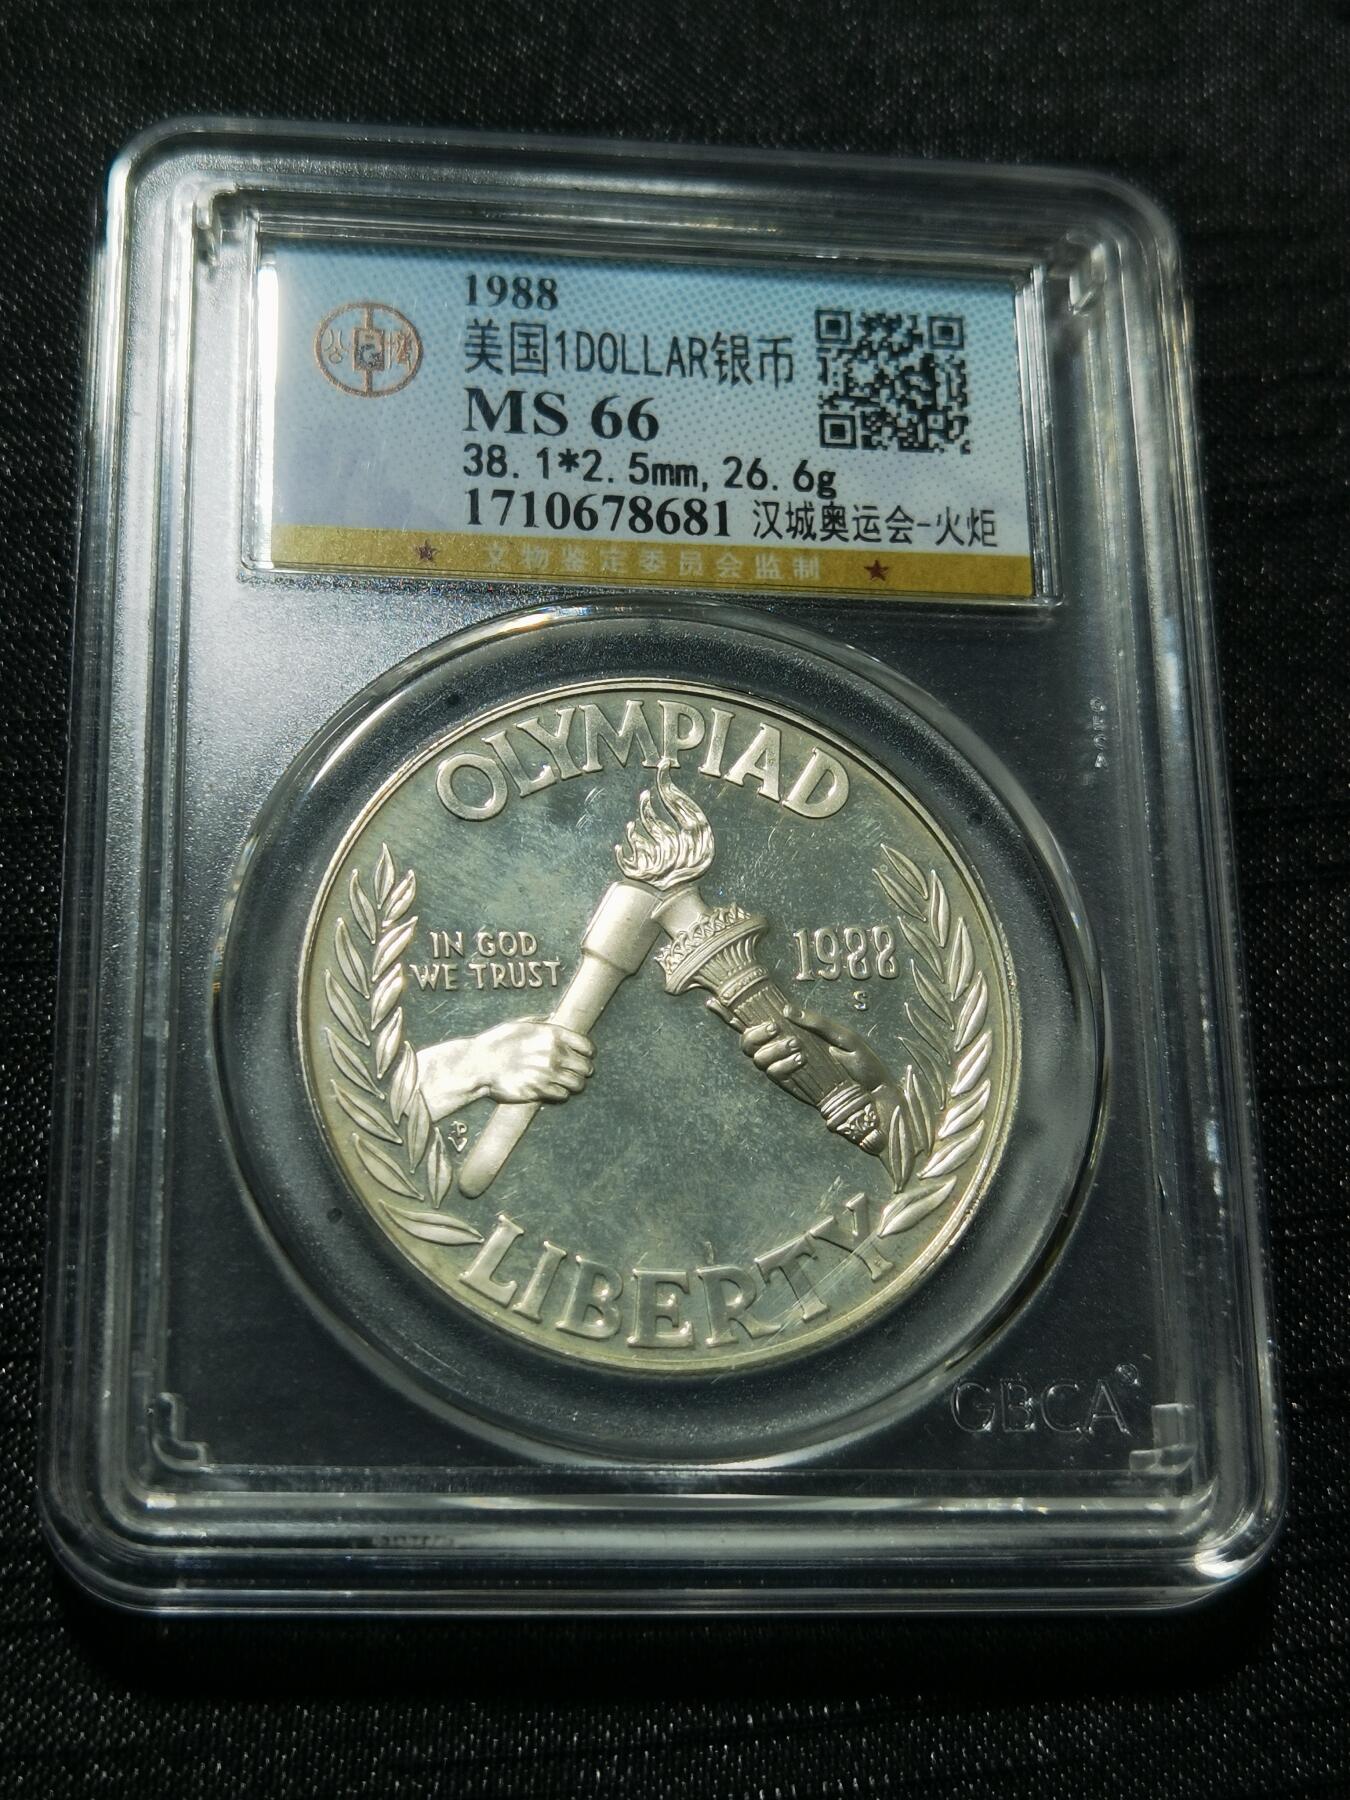 1988
美国1DOLLAR银币
MS 66
38.1*2.5mm,26.6g
1710678681 汉城奥运会-火炬
★ 文物鉴定委员会监制 ★
OLYMPIAD
IN GOD
WE TRUST
1988
S
LIBERTY
GBCA®